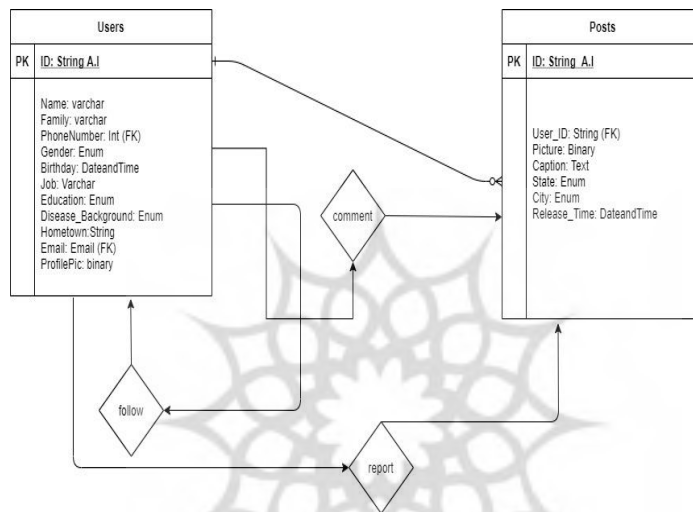 Users
PK ID: String A.I
Name: varchar
Family: varchar
PhoneNumber: Int (FK)
Gender: Enum
Birthday: DateandTime
Job: Varchar
Education: Enum
Disease_Background: Enum
Hometown:String
Email: Email (FK)
ProfilePic: binary
Posts
PK ID: String A.I
User_ID: String (FK)
Picture: Binary
Caption: Text
State: Enum
City: Enum
Release_Time: DateandTime
comment
follow
report